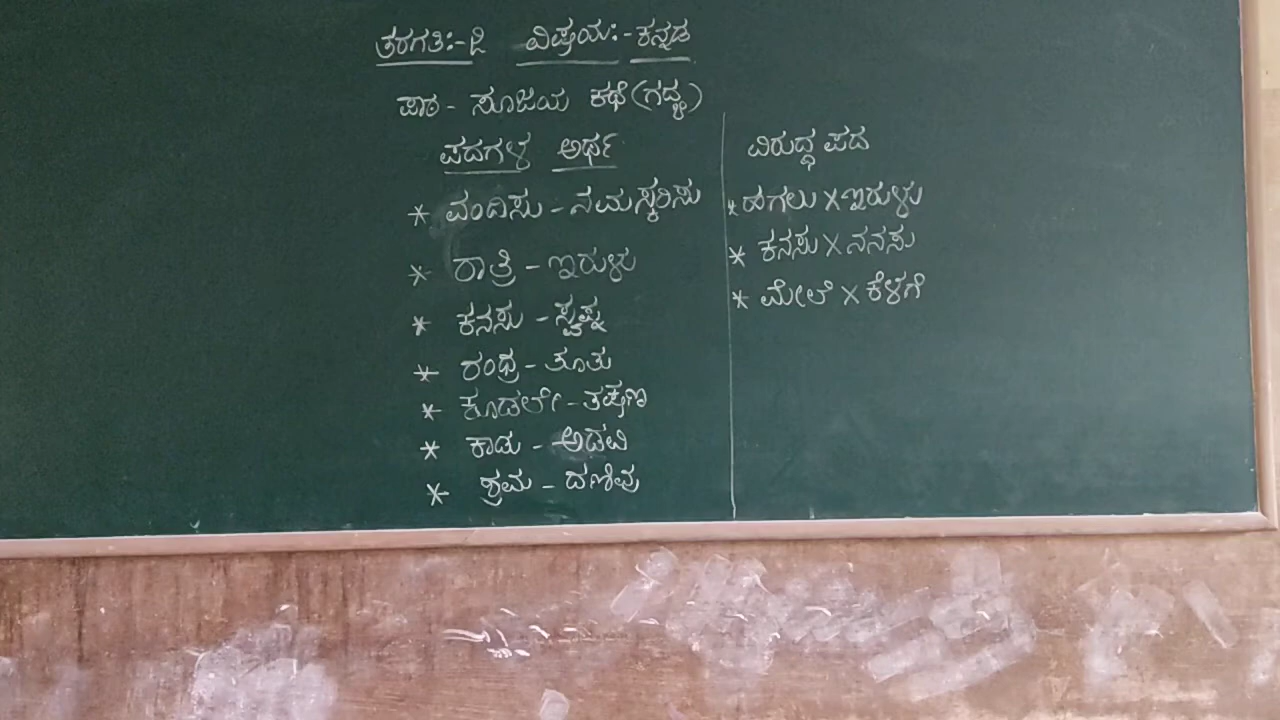 ತರಗತಿ:-೭ ವಿಷಯ:-ಕನ್ನಡ
ಪಾಠ - ಸೂಜಿಯ ಕಥೆ (ಗದ್ಯ)
ಪದಗಳ ಅರ್ಥ
* ವಂದಿಸು - ನಮಸ್ಕರಿಸು
* ರಾತ್ರಿ - ಇರುಳು
* ಕನಸು - ಸ್ವಪ್ನ
* ರಂಧ್ರ - ತೂತು
* ಕೂಡಲೇ - ತಕ್ಷಣ
* ಕಾಡು - ಅಡವಿ
* ಶ್ರಮ - ದಣಿವು
ವಿರುದ್ಧ ಪದ
* ಹಗಲು X ಇರುಳು
* ಕನಸು X ನನಸು
* ಮೇಲೆ X ಕೆಳಗೆ